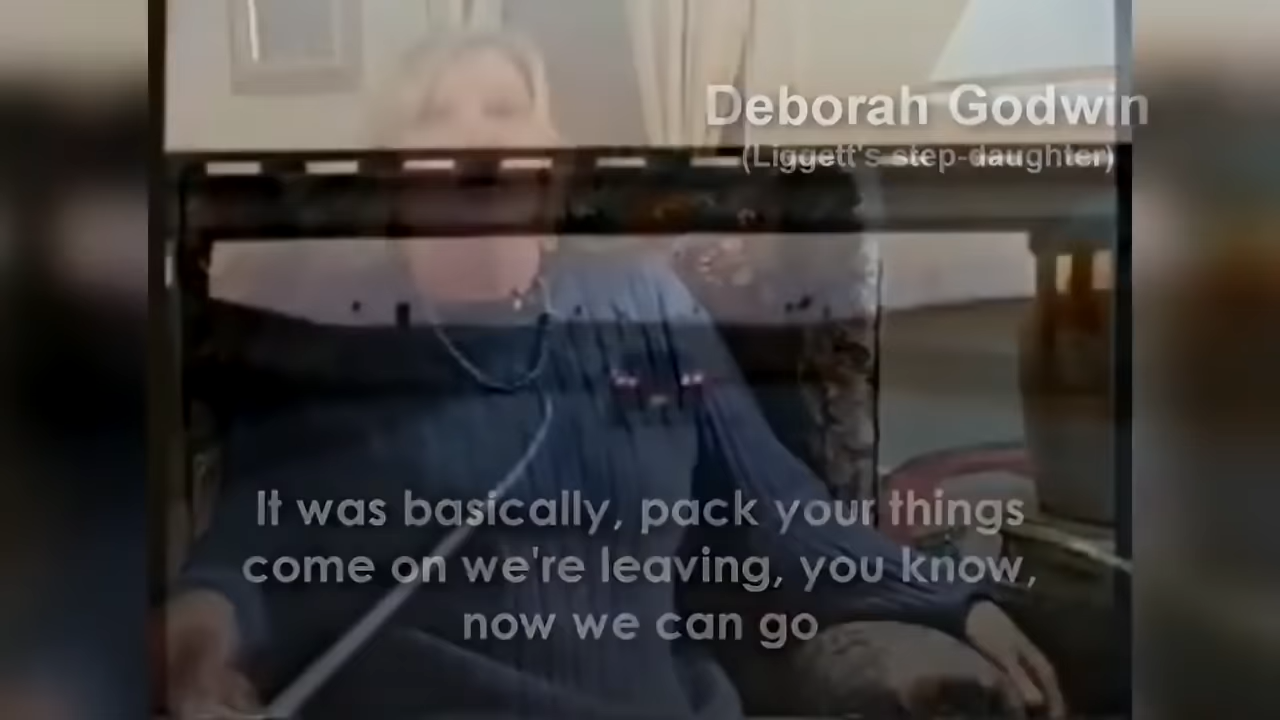 Deborah Godwin
(Liggett's step-daughter)
It was basically, pack your things
come on we're leaving, you know,
now we can go